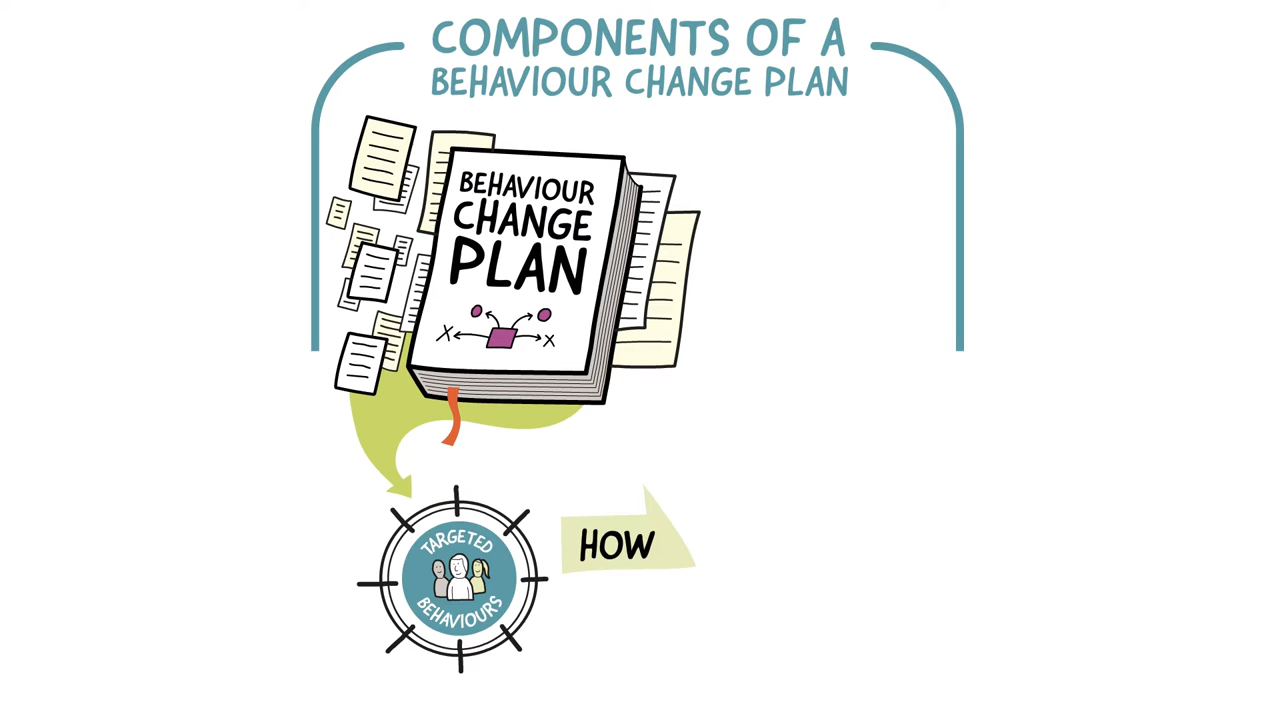 COMPONENTS OF A
BEHAVIOUR CHANGE PLAN
BEHAVIOUR
CHANGE
PLAN
X
X
TARGETED
BEHAVIOURS
HOW